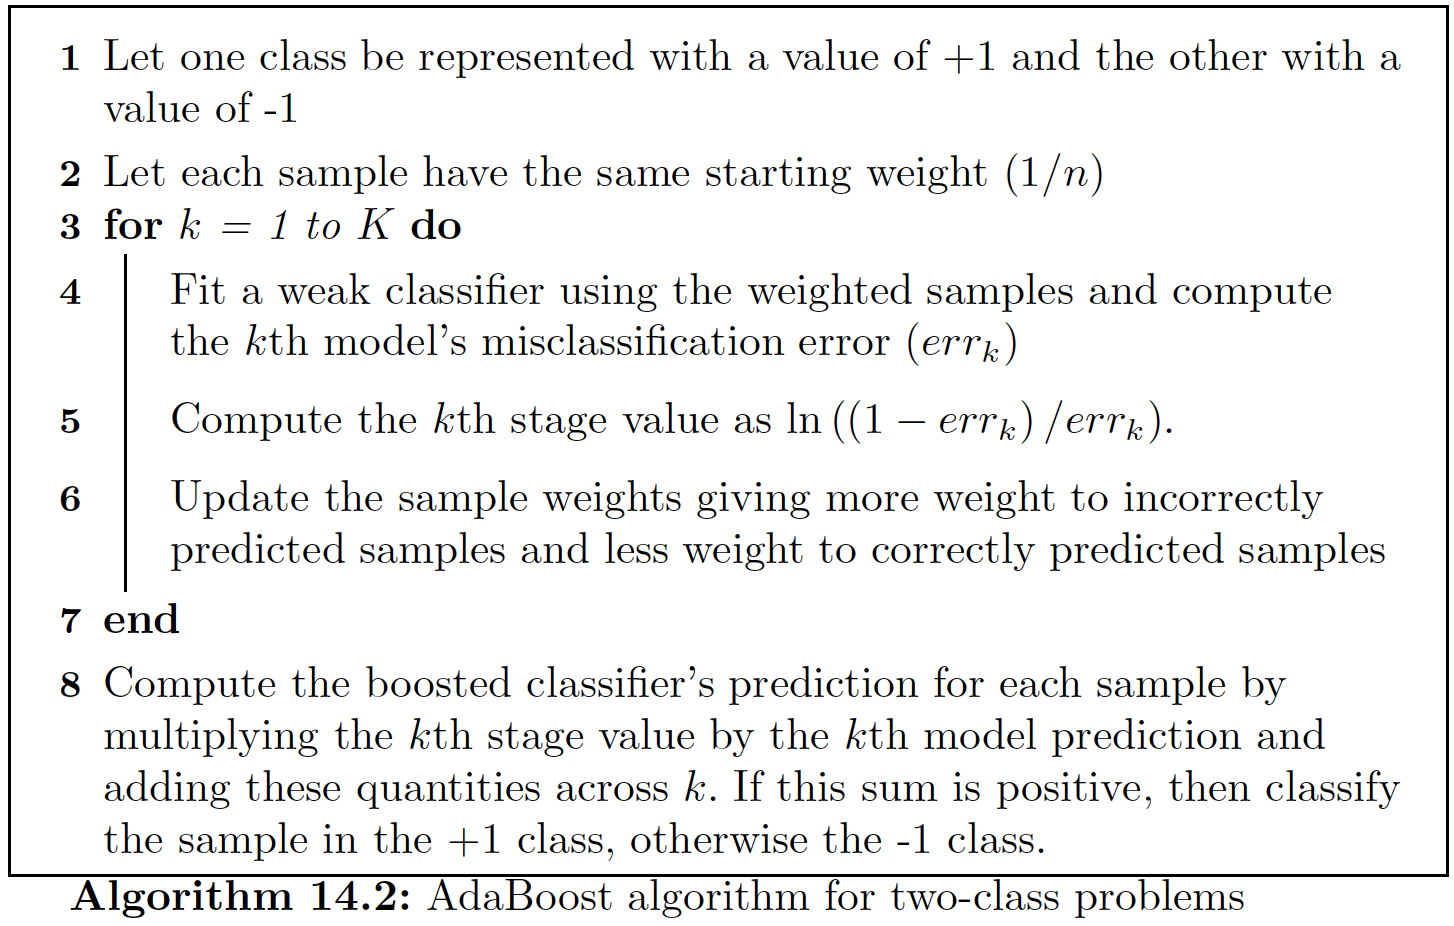 1 Let one class be represented with a value of +1 and the other with a
value of -1
2 Let each sample have the same starting weight (1/n)
3 for k = 1 to K do
4 Fit a weak classifier using the weighted samples and compute
the kth model's misclassification error (err_k)
5 Compute the kth stage value as ln ((1 − err_k) /err_k).
6 Update the sample weights giving more weight to incorrectly
predicted samples and less weight to correctly predicted samples
7 end
8 Compute the boosted classifier's prediction for each sample by
multiplying the kth stage value by the kth model prediction and
adding these quantities across k. If this sum is positive, then classify
the sample in the +1 class, otherwise the -1 class.
Algorithm 14.2: AdaBoost algorithm for two-class problems